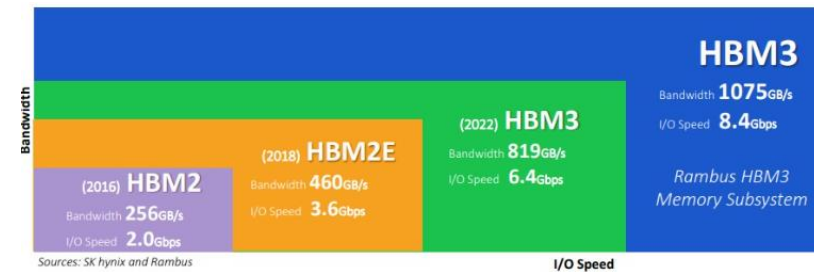 Bandwidth
(2016) HBM2
Bandwidth 256GB/s
I/O Speed 2.0Gbps
(2018) HBM2E
Bandwidth 460GB/s
I/O Speed 3.6Gbps
(2022) HBM3
Bandwidth 819GB/s
I/O Speed 6.4Gbps
HBM3
Bandwidth 1075GB/s
I/O Speed 8.4Gbps
Rambus HBM3
Memory Subsystem
Sources: SK hynix and Rambus
I/O Speed